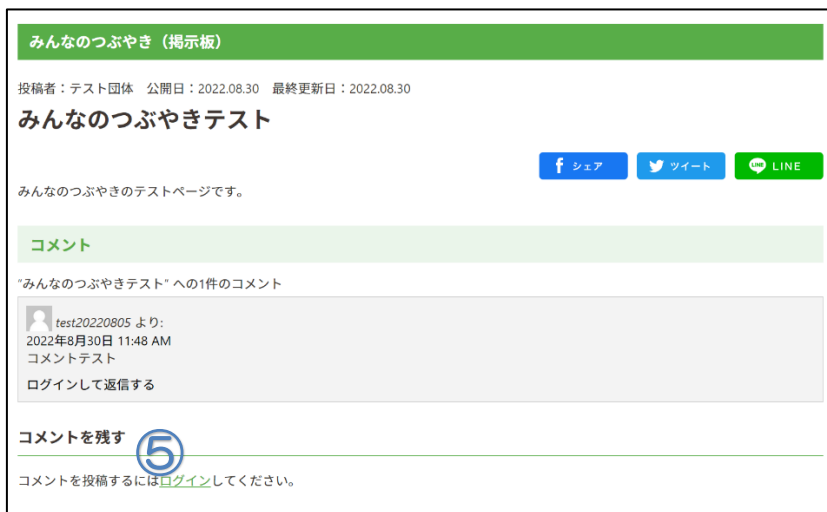 みんなのつぶやき（掲示板）
投稿者：テスト団体　公開日：2022.08.30　最終更新日：2022.08.30
みんなのつぶやきテスト
f シェア　ツイート　LINE LINE
みんなのつぶやきのテストページです。
コメント
"みんなのつぶやきテスト" への1件のコメント
test20220805 より:
2022年8月30日 11:48 AM
コメントテスト
ログインして返信する
コメントを残す
⑤
コメントを投稿するにはログインしてください。